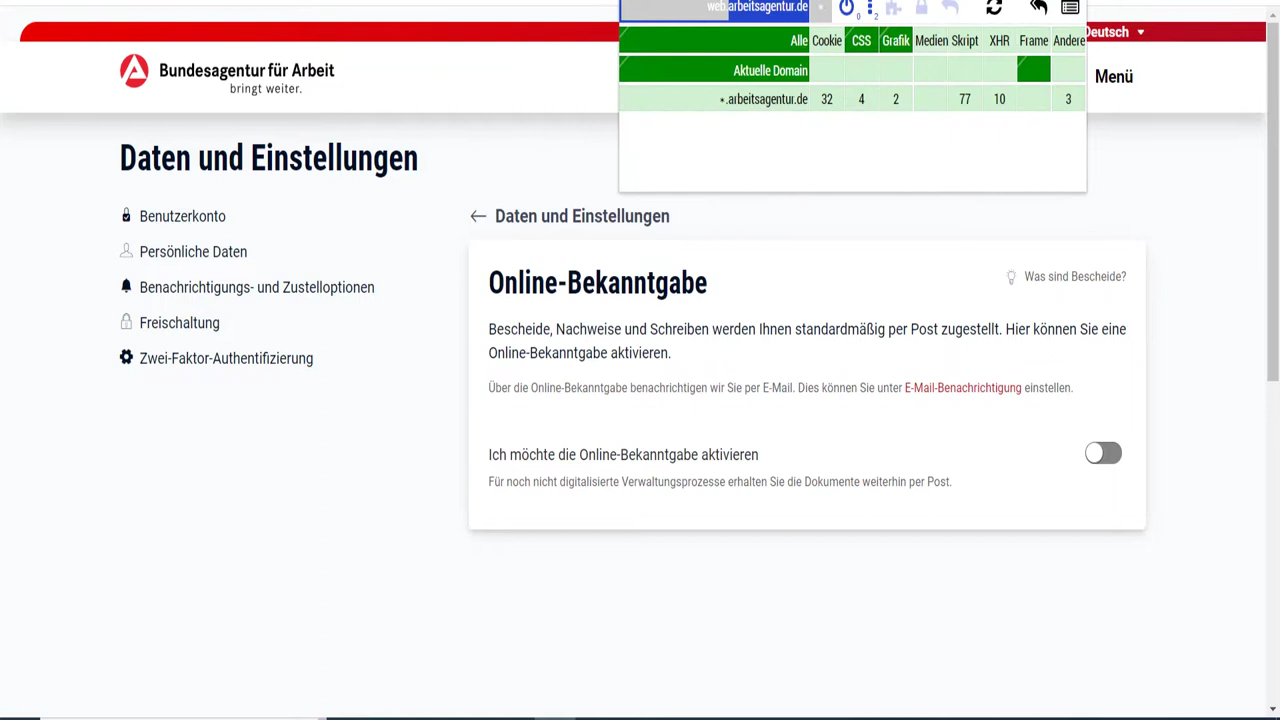 web.arbeitsagentur.de
0
2
Alle Cookie CSS Grafik Medien Skript XHR Frame Andere
Aktuelle Domain
*.arbeitsagentur.de 32 4 2 77 10 3
Deutsch
Bundesagentur für Arbeit
bringt weiter.
Menü
Daten und Einstellungen
Benutzerkonto
Persönliche Daten
Benachrichtigungs- und Zustelloptionen
Freischaltung
Zwei-Faktor-Authentifizierung
Daten und Einstellungen
Online-Bekanntgabe
Was sind Bescheide?
Bescheide, Nachweise und Schreiben werden Ihnen standardmäßig per Post zugestellt. Hier können Sie eine
Online-Bekanntgabe aktivieren.
Über die Online-Bekanntgabe benachrichtigen wir Sie per E-Mail. Dies können Sie unter E-Mail-Benachrichtigung einstellen.
Ich möchte die Online-Bekanntgabe aktivieren
Für noch nicht digitalisierte Verwaltungsprozesse erhalten Sie die Dokumente weiterhin per Post.